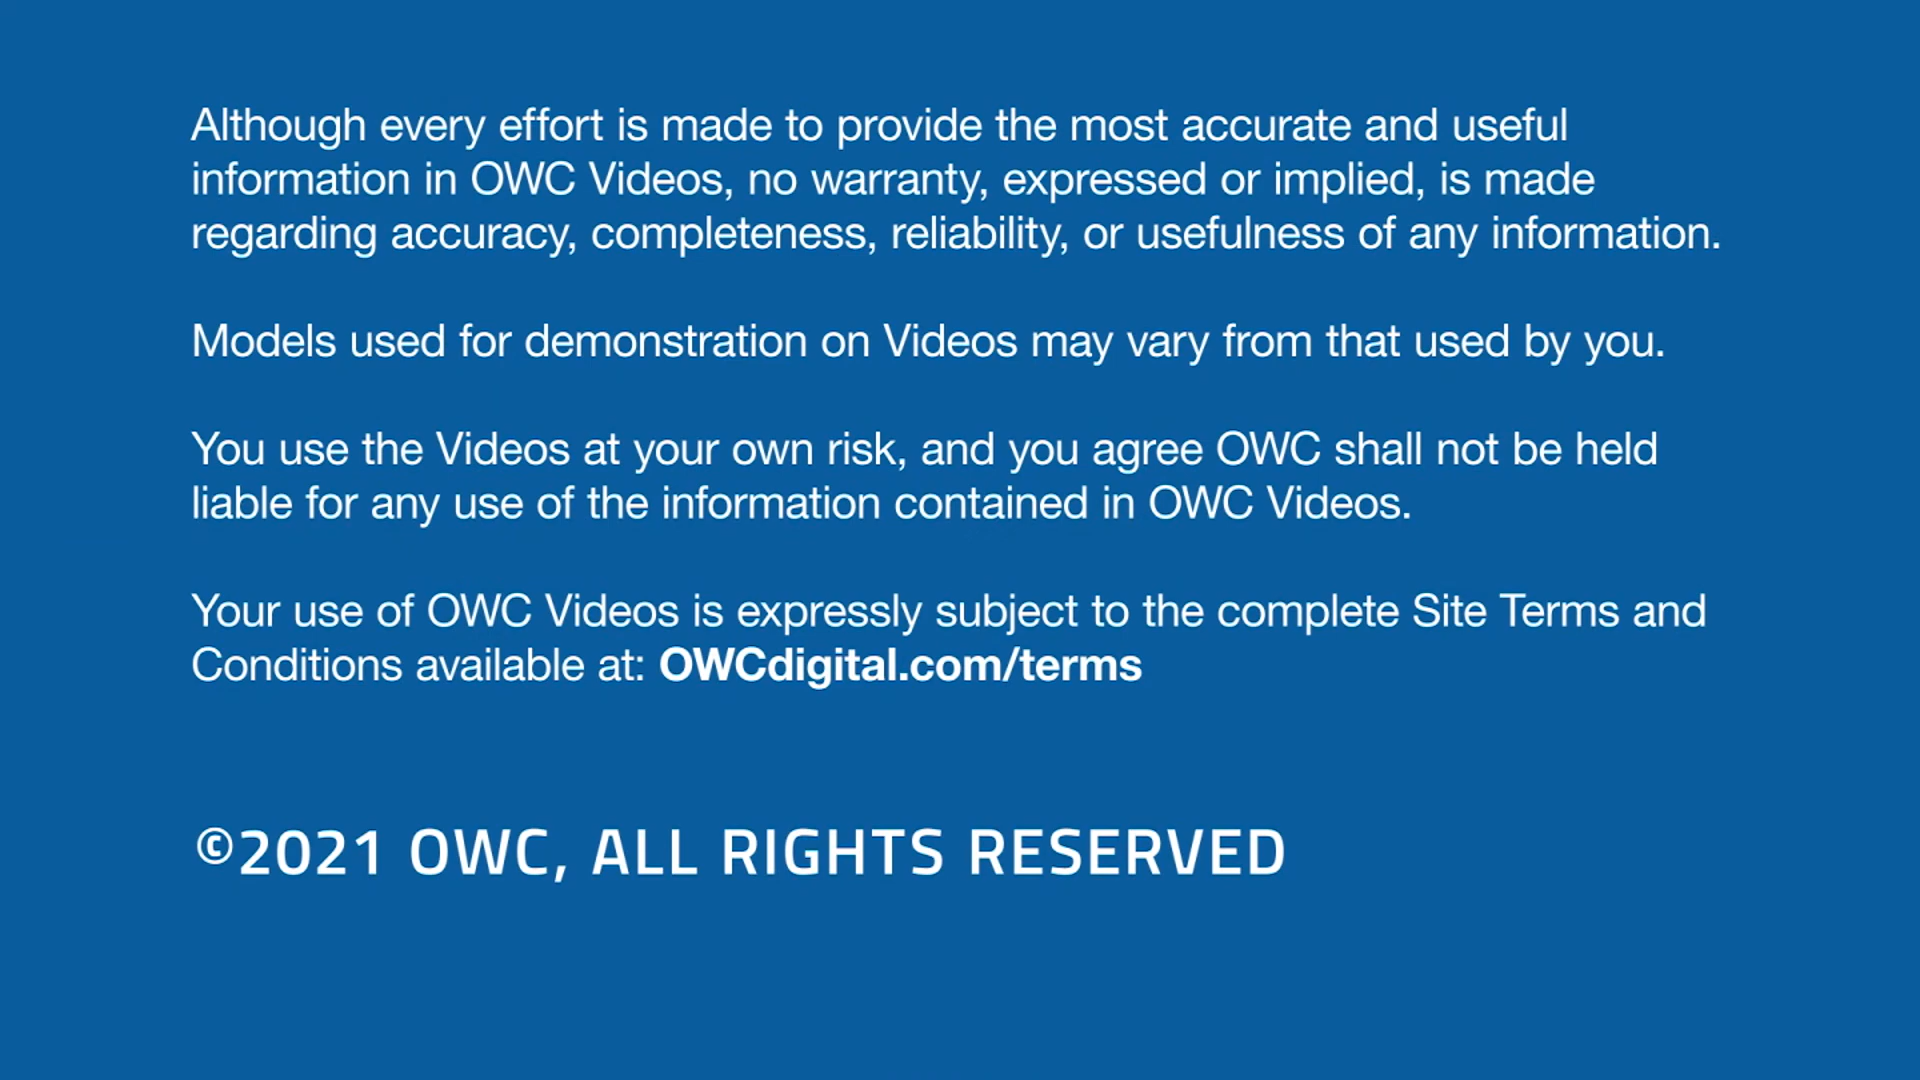 Although every effort is made to provide the most accurate and useful
information in OWC Videos, no warranty, expressed or implied, is made
regarding accuracy, completeness, reliability, or usefulness of any information.
Models used for demonstration on Videos may vary from that used by you.
You use the Videos at your own risk, and you agree OWC shall not be held
liable for any use of the information contained in OWC Videos.
Your use of OWC Videos is expressly subject to the complete Site Terms and
Conditions available at: OWCdigital.com/terms
©2021 OWC, ALL RIGHTS RESERVED